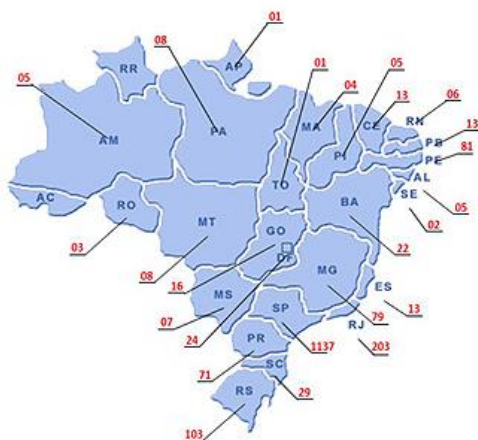 01
08
RR
AP
05
01
05
04
13
06
AM
PA
MA
CE
RN
13
PB
PI
PE
81
TO
AL
AC
RO
BA
SE
05
MT
GO
02
03
22
DF
08
MG
16
ES
MS
SP
13
07
RJ
79
24
1137
203
PR
71
SC
29
RS
103